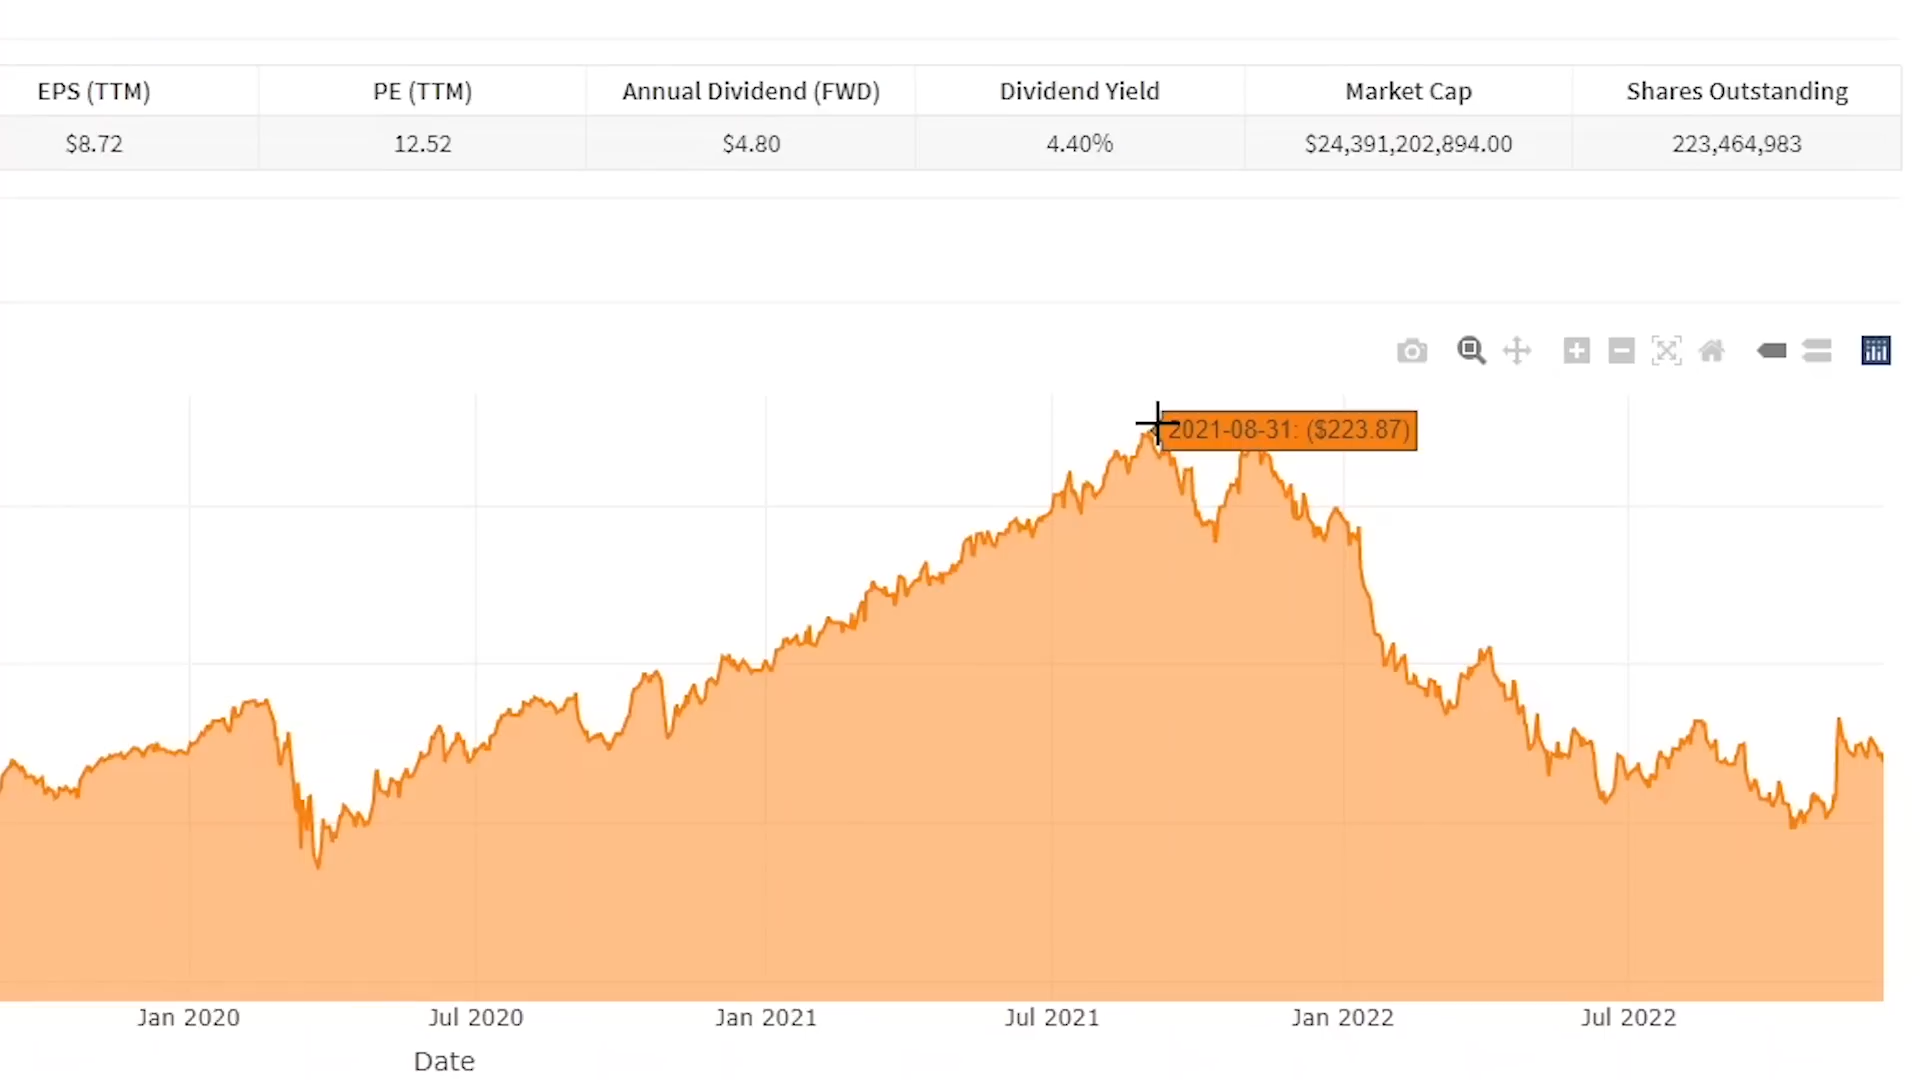 EPS (TTM) PE (TTM) Annual Dividend (FWD) Dividend Yield Market Cap Shares Outstanding
$8.72 12.52 $4.80 4.40% $24,391,202,894.00 223,464,983
2021-08-31: ($223.87)
Jan 2020 Jul 2020 Jan 2021 Jul 2021 Jan 2022 Jul 2022
Date